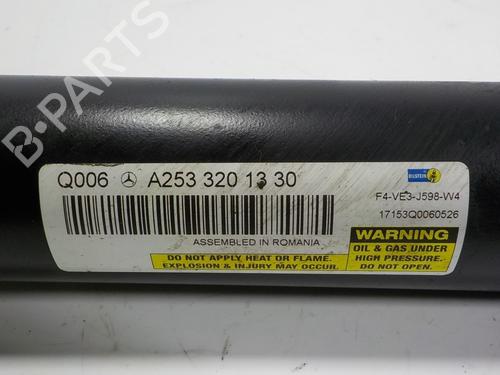 B-PARTS
Q006 A253 320 13 30
BILSTEIN
F4-VE3-J598-W4
17153Q0060526
ASSEMBLED IN ROMANIA
DO NOT APPLY HEAT OR FLAME.
EXPLOSION & INJURY MAY OCCUR.
WARNING
OIL & GAS UNDER
HIGH PRESSURE.
DO NOT OPEN.